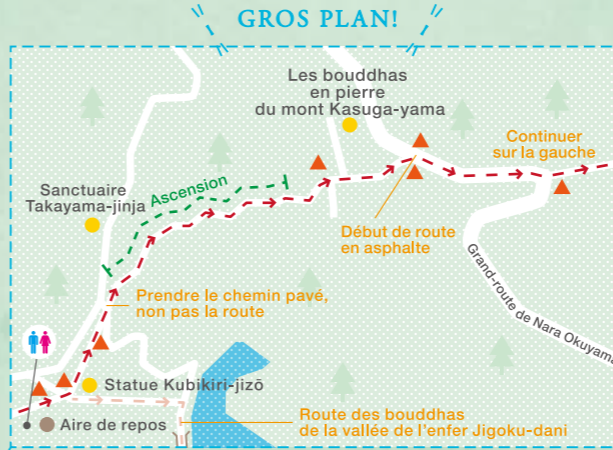 GROS PLAN!
Les bouddhas
en pierre
du mont Kasuga-yama
Continuer
sur la gauche
Ascension
Sanctuaire
Takayama-jinja
Début de route
en asphalte
Grand-route de Nara Okuyama
Prendre le chemin pavé,
non pas la route
Statue Kubikiri-jizō
Aire de repos
Route des bouddhas
de la vallée de l'enfer Jigoku-dani